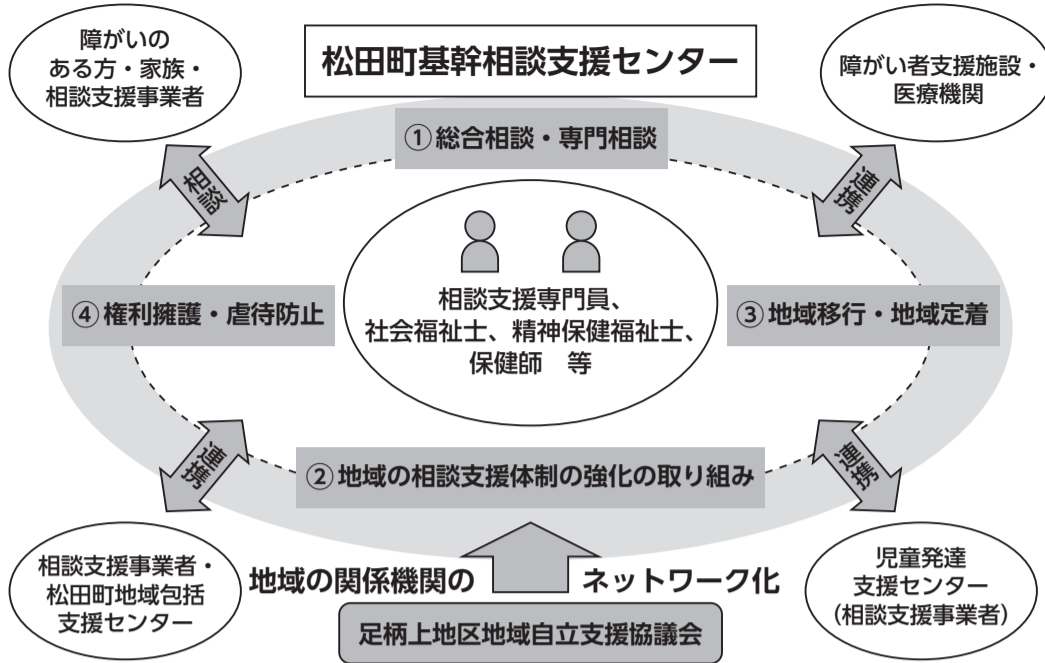 障がいの
ある方・家族・
相談支援事業者
松田町基幹相談支援センター
障がい者支援施設・
医療機関
①総合相談・専門相談
相談
連携
相談支援専門員、
社会福祉士、精神保健福祉士、
保健師　等
④権利擁護・虐待防止
③地域移行・地域定着
連携
連携
②地域の相談支援体制の強化の取り組み
相談支援事業者・
松田町地域包括
支援センター
地域の関係機関の ネットワーク化
足柄上地区地域自立支援協議会
児童発達
支援センター
(相談支援事業者)